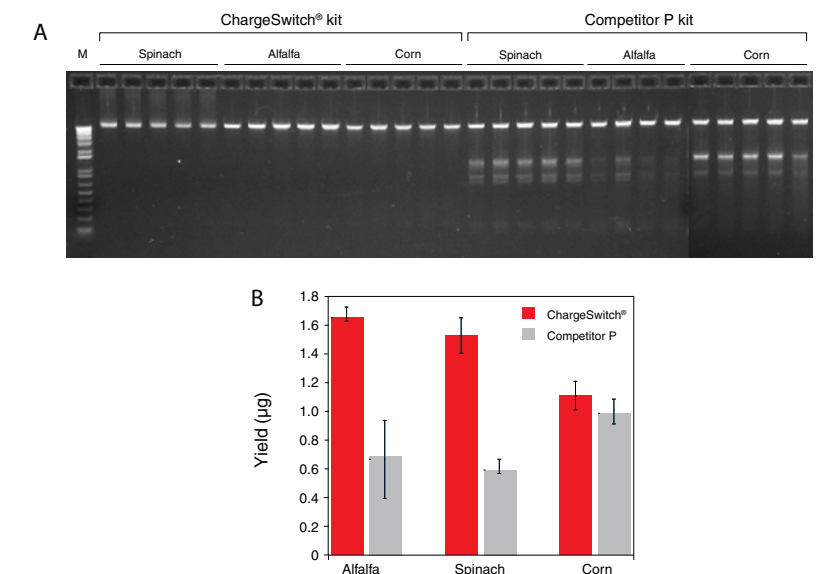 A
ChargeSwitch® kit
Competitor P kit
M
Spinach
Alfalfa
Corn
Spinach
Alfalfa
Corn
B
Yield (µg)
1.8
1.6
1.4
1.2
1.0
0.8
0.6
0.4
0.2
0
ChargeSwitch®
Competitor P
Alfalfa
Spinach
Corn